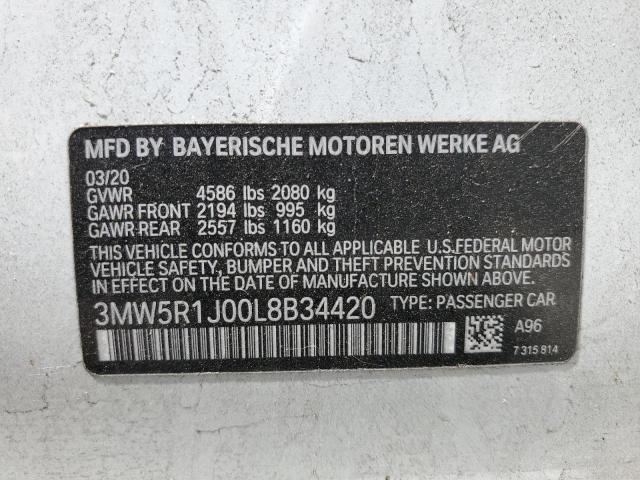 MFD BY BAYERISCHE MOTOREN WERKE AG
03/20
GVWR 4586 lbs 2080 kg
GAWR FRONT 2194 lbs 995 kg
GAWR REAR 2557 lbs 1160 kg
THIS VEHICLE CONFORMS TO ALL APPLICABLE U.S.FEDERAL MOTOR
VEHICLE SAFETY, BUMPER AND THEFT PREVENTION STANDARDS
IN EFFECT ON THE DATE OF MANUFACTURE SHOWN ABOVE.
3MW5R1J00L8B34420 TYPE: PASSENGER CAR
A96
7 315 814